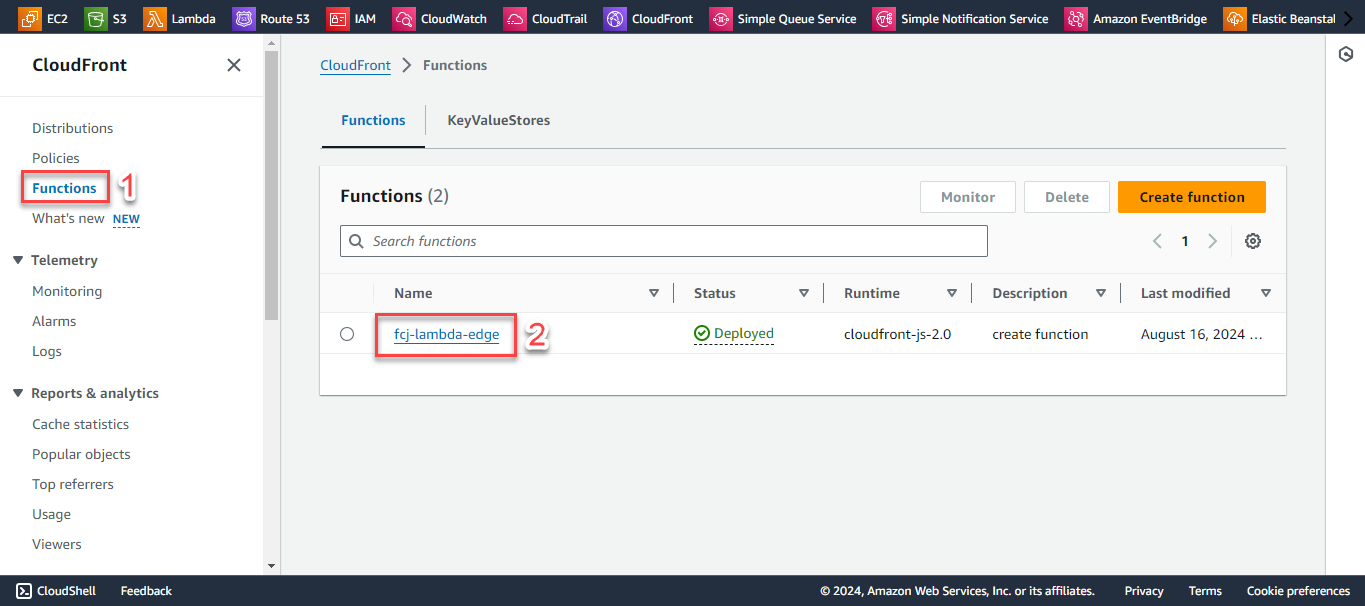 EC2 S3 Lambda Route 53 IAM CloudWatch CloudTrail CloudFront Simple Queue Service Simple Notification Service Amazon EventBridge Elastic Beanstal
CloudFront
Distributions
Policies
Functions 1
What's new NEW
Telemetry
Monitoring
Alarms
Logs
Reports & analytics
Cache statistics
Popular objects
Top referrers
Usage
Viewers
CloudFront > Functions
Functions KeyValueStores
Functions (2) Monitor Delete Create function
Search functions 1
Name Status Runtime Description Last modified
fcj-lambda-edge 2 Deployed cloudfront-js-2.0 create function August 16, 2024 ...
CloudShell Feedback © 2024, Amazon Web Services, Inc. or its affiliates. Privacy Terms Cookie preferences